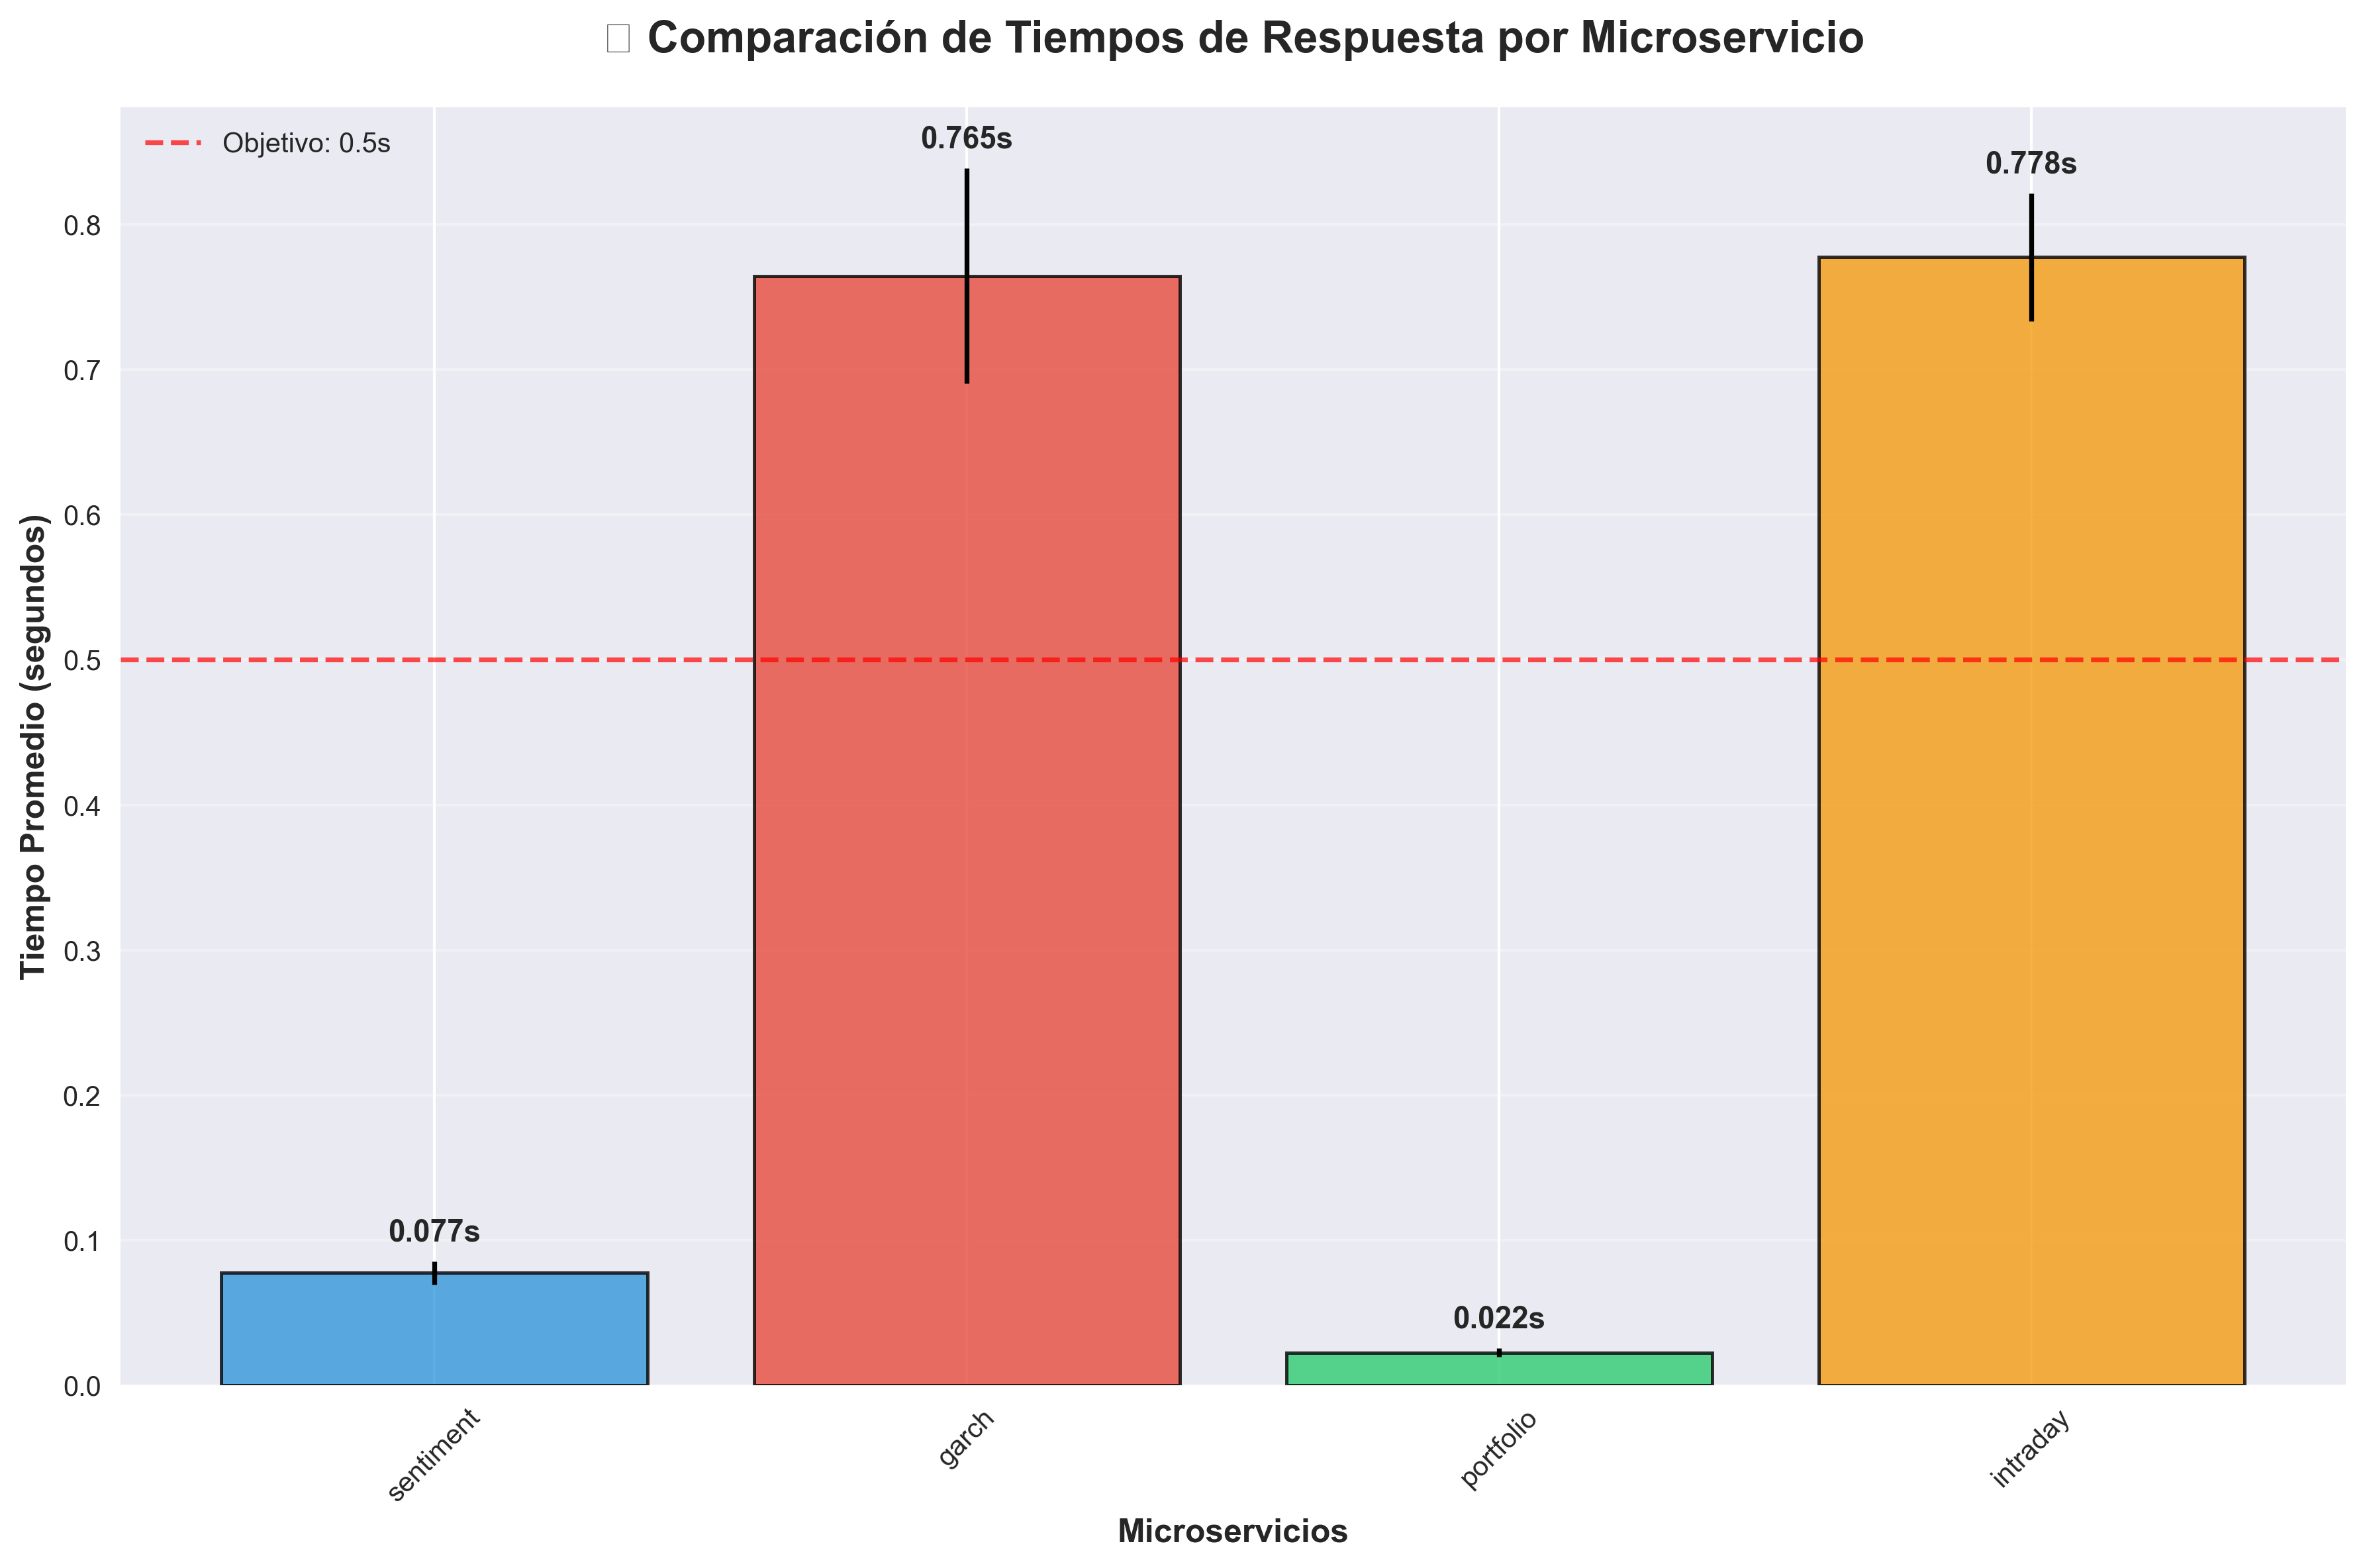 Comparación de Tiempos de Respuesta por Microservicio
Objetivo: 0.5s
0.765s
0.778s
0.077s
0.022s
Tiempo Promedio (segundos)
0.8
0.7
0.6
0.5
0.4
0.3
0.2
0.1
0.0
sentiment
garch
portfolio
intraday
Microservicios